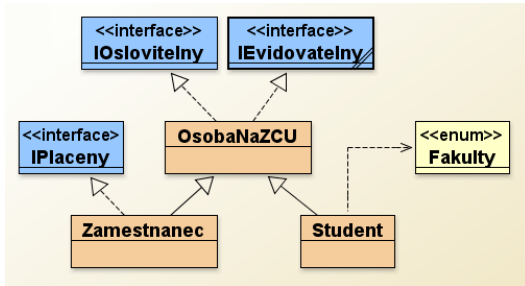 <<interface>>
IOslovitelny
<<interface>>
IEvidovatelny
<<interface>
IPlaceny
OsobaNaZCU
<<enum>>
Fakulty
Zamestnanec
Student